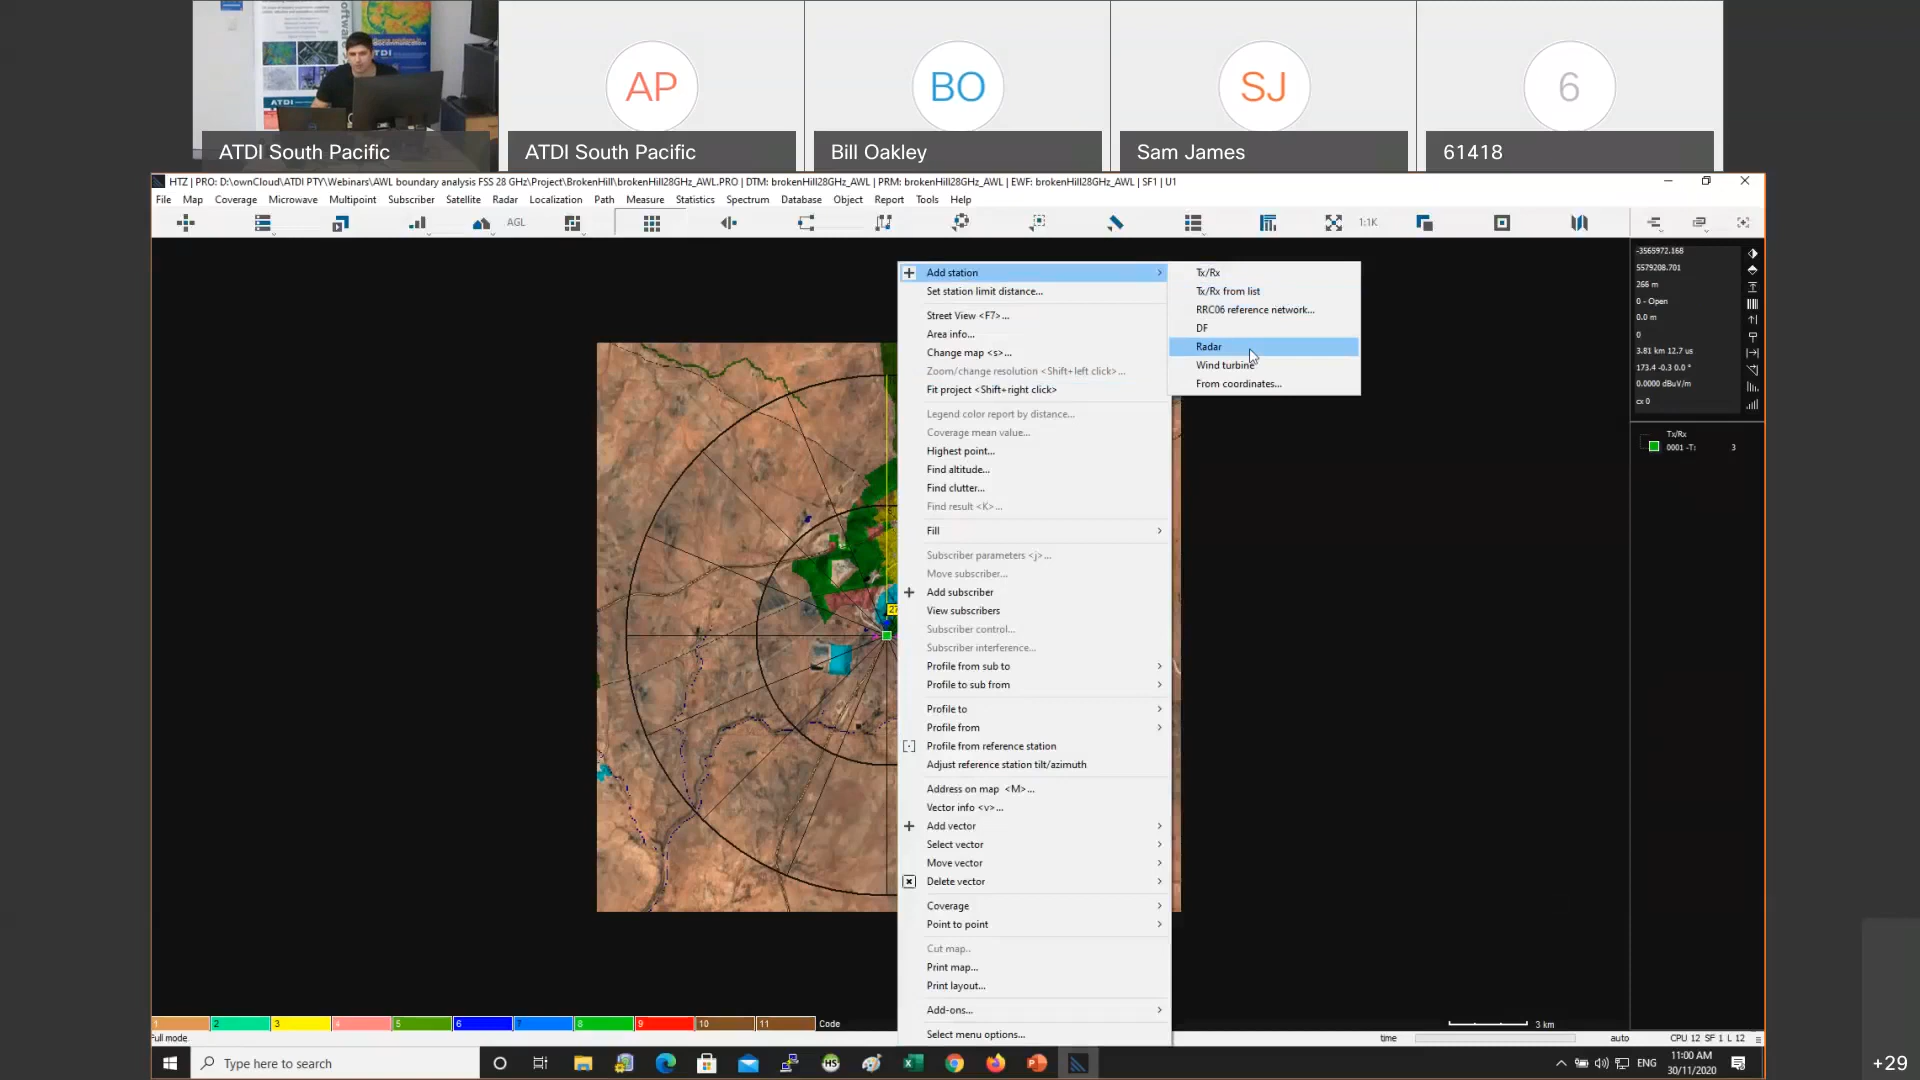 ATDI
ATDI
AP
BO
SJ
6
ATDI South Pacific
ATDI South Pacific
Bill Oakley
Sam James
61418
HTZ | PRO: D:\ownCloud\ATDI PTY\Webinars\AWL boundary analysis FSS 28 GHz\Project\BrokenHill\brokenHill28GHz_AWL.PRO | DTM: brokenHill28GHz_AWL | PRM: brokenHill28GHz_AWL | EWF: brokenHill28GHz_AWL | SF1 | U1
File Map Coverage Microwave Multipoint Subscriber Satellite Radar Localization Path Measure Statistics Spectrum Database Object Report Tools Help
AGL
1:1K
-3565972.168
5579208.701
266 m
0 - Open
0.0 m
0
3.81 km 12.7 us
173.4 -0.3 0.0 °
0.0000 dBuV/m
cx 0
Tx/Rx
0001 -T: 3
Add station
Set station limit distance...
Street View <F7>...
Area info...
Change map <s>...
Zoom/change resolution <Shift+left click>...
Fit project <Shift+right click>
Legend color report by distance...
Coverage mean value...
Highest point...
Find altitude...
Find clutter...
Find result <K>...
Fill
Subscriber parameters <j>...
Move subscriber...
Add subscriber
View subscribers
Subscriber control...
Subscriber interference...
Profile from sub to
Profile to sub from
Profile to
Profile from
Profile from reference station
Adjust reference station tilt/azimuth
Address on map <M>...
Vector info <v>...
Add vector
Select vector
Move vector
Delete vector
Coverage
Point to point
Cut map..
Print map...
Print layout...
Add-ons...
Select menu options...
Tx/Rx
Tx/Rx from list
RRC06 reference network...
DF
Radar
Wind turbine
From coordinates...
27
1 2 3 4 5 6 7 8 9 10 11 Code
3 km
Full mode
time
auto
CPU 12 SF 1 L 12
Type here to search
HS
ENG
11:00 AM
30/11/2020
+29